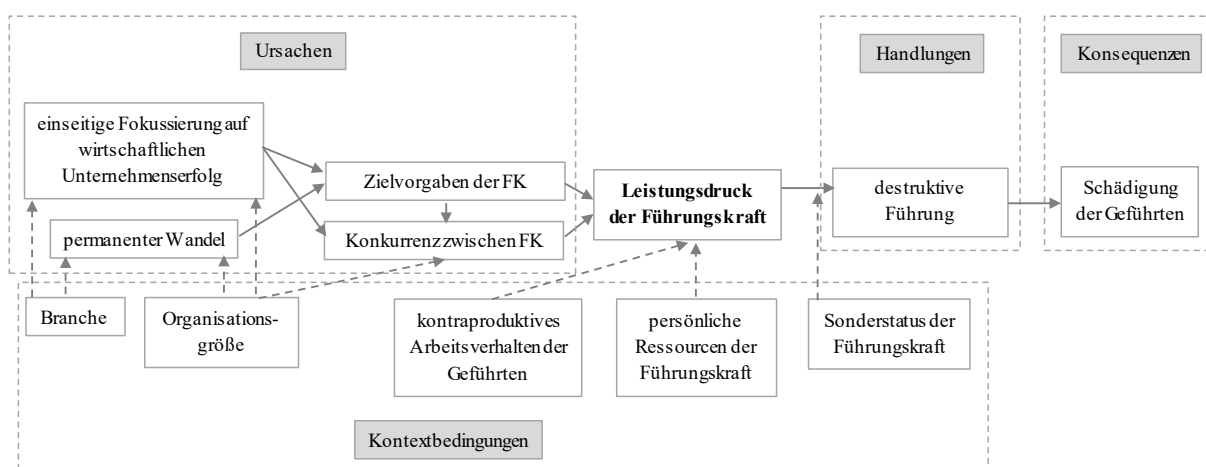 Ursachen
Handlungen
Konsequenzen
einseitige Fokussierung auf
wirtschaftlichen
Unternehmenserfolg
Zielvorgaben der FK
Leistungsdruck
der Führungskraft
destruktive
Führung
Schädigung
der Geführten
permanenter Wandel
Konkurrenz zwischen FK
Branche
Organisations-
größe
kontraproduktives
Arbeitsverhalten der
Geführten
persönliche
Ressourcen der
Führungskraft
Sonderstatus der
Führungskraft
Kontextbedingungen